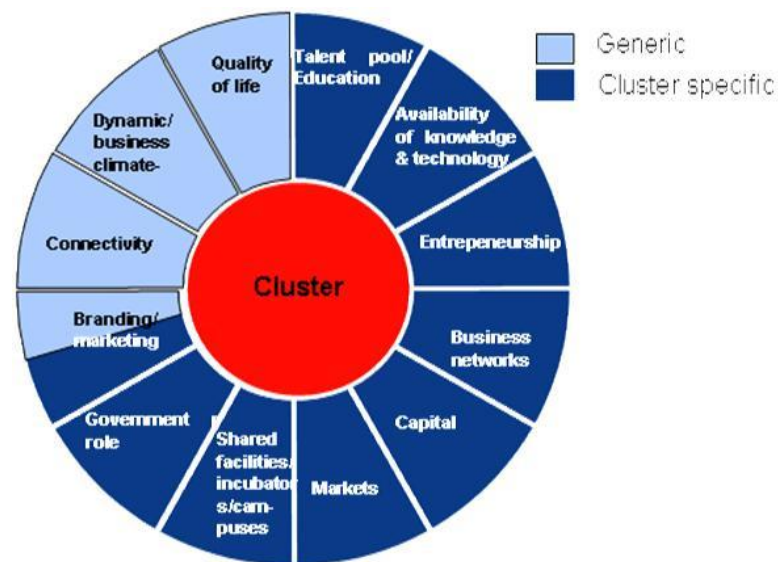 Generic
Cluster specific
Quality
of life
Talent pool/
Education
Dynamic/
business
climate-
Availability
of knowledge
& technology
Connectivity
Entrepeneurship
Cluster
Branding/
marketing
Business
networks
Government
role
Capital
Shared
facilities/
incubator
s/cam-
puses
Markets